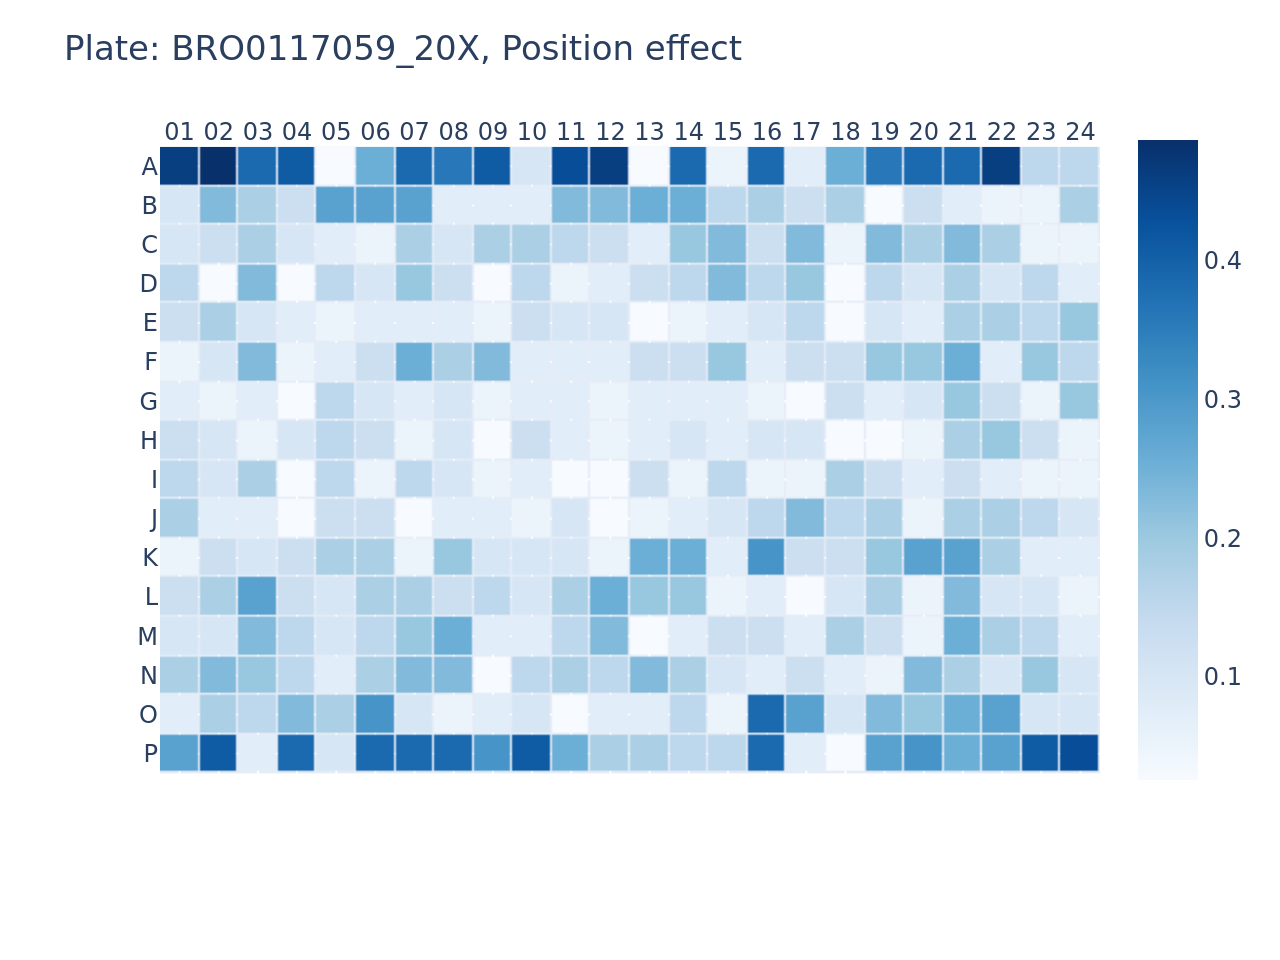 Plate: BRO0117059_20X, Position effect
01 02 03 04 05 06 07 08 09 10 11 12 13 14 15 16 17 18 19 20 21 22 23 24
A
B
C
D
E
F
G
H
I
J
K
L
M
N
O
P
0.4
0.3
0.2
0.1